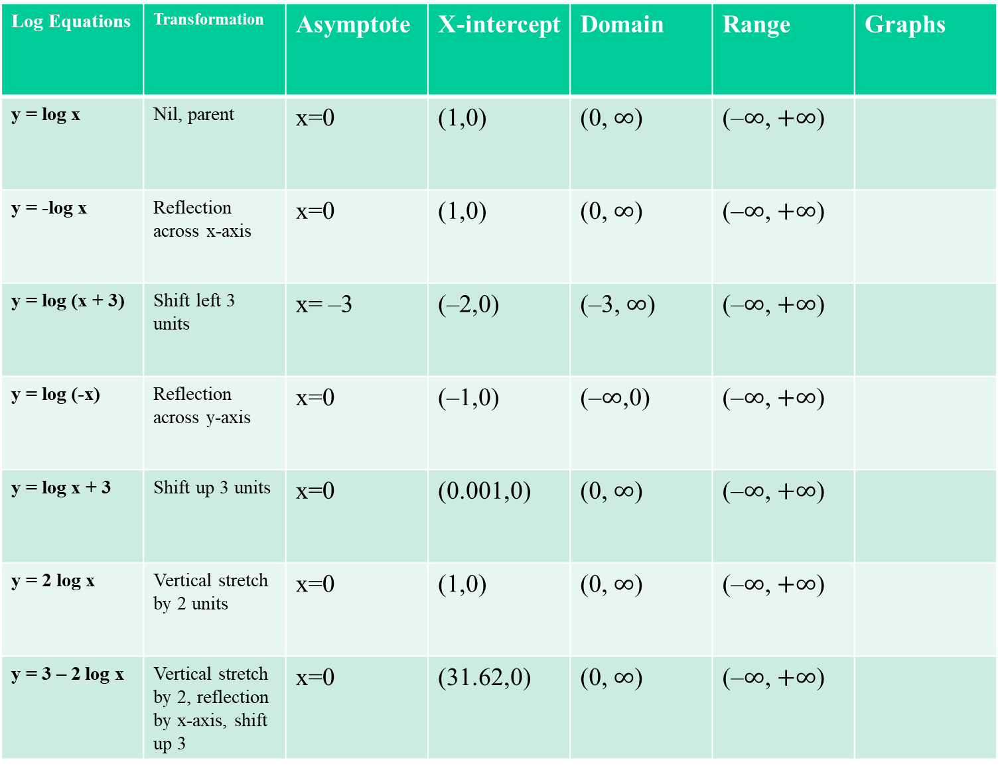 Log Equations Transformation Asymptote X-intercept Domain Range Graphs
y = log x Nil, parent x=0 (1,0) (0, ∞) (–∞, +∞)
y = -log x Reflection x=0 (1,0) (0, ∞) (–∞, +∞)
across x-axis
y = log (x + 3) Shift left 3 x= –3 (–2,0) (–3, ∞) (–∞, +∞)
units
y = log (-x) Reflection x=0 (–1,0) (–∞,0) (–∞, +∞)
across y-axis
y = log x + 3 Shift up 3 units x=0 (0.001,0) (0, ∞) (–∞, +∞)
y = 2 log x Vertical stretch x=0 (1,0) (0, ∞) (–∞, +∞)
by 2 units
y = 3 – 2 log x Vertical stretch x=0 (31.62,0) (0, ∞) (–∞, +∞)
by 2, reflection
by x-axis, shift
up 3